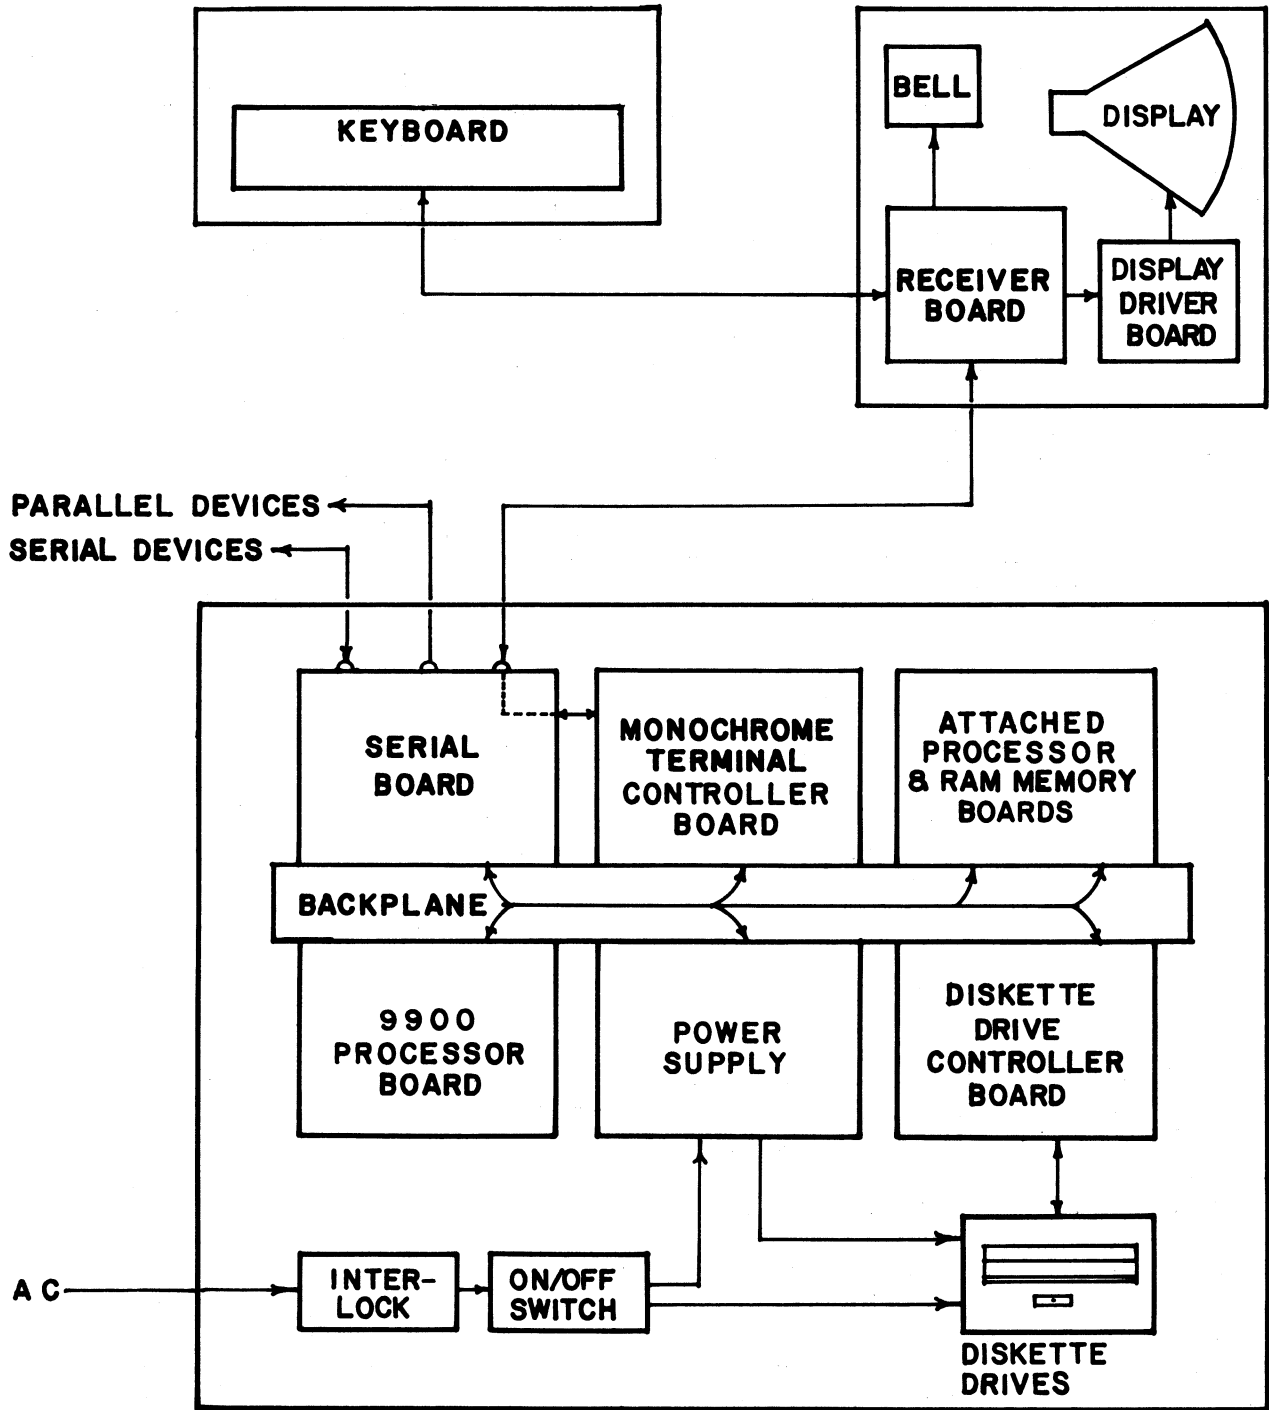 KEYBOARD
BELL
DISPLAY
RECEIVER
BOARD
DISPLAY
DRIVER
BOARD
PARALLEL DEVICES
SERIAL DEVICES
SERIAL
BOARD
MONOCHROME
TERMINAL
CONTROLLER
BOARD
ATTACHED
PROCESSOR
& RAM MEMORY
BOARDS
BACKPLANE
9900
PROCESSOR
BOARD
POWER
SUPPLY
DISKETTE
DRIVE
CONTROLLER
BOARD
AC
INTER-
LOCK
ON/OFF
SWITCH
DISKETTE
DRIVES